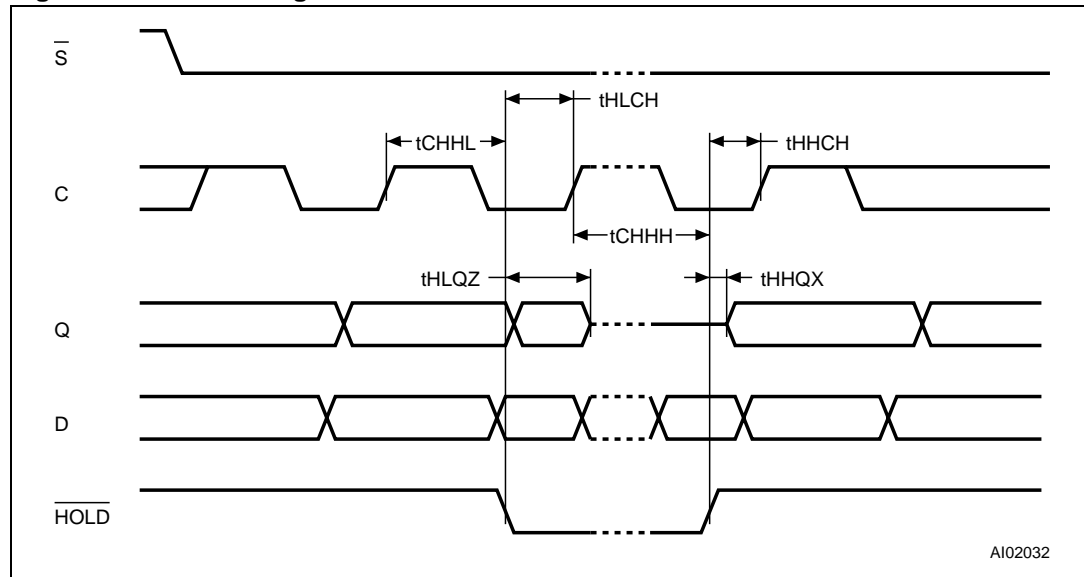 S
tHLCH
tCHHL
tHHCH
C
tCHHH
tHLQZ
tHHQX
Q
D
HOLD
AI02032